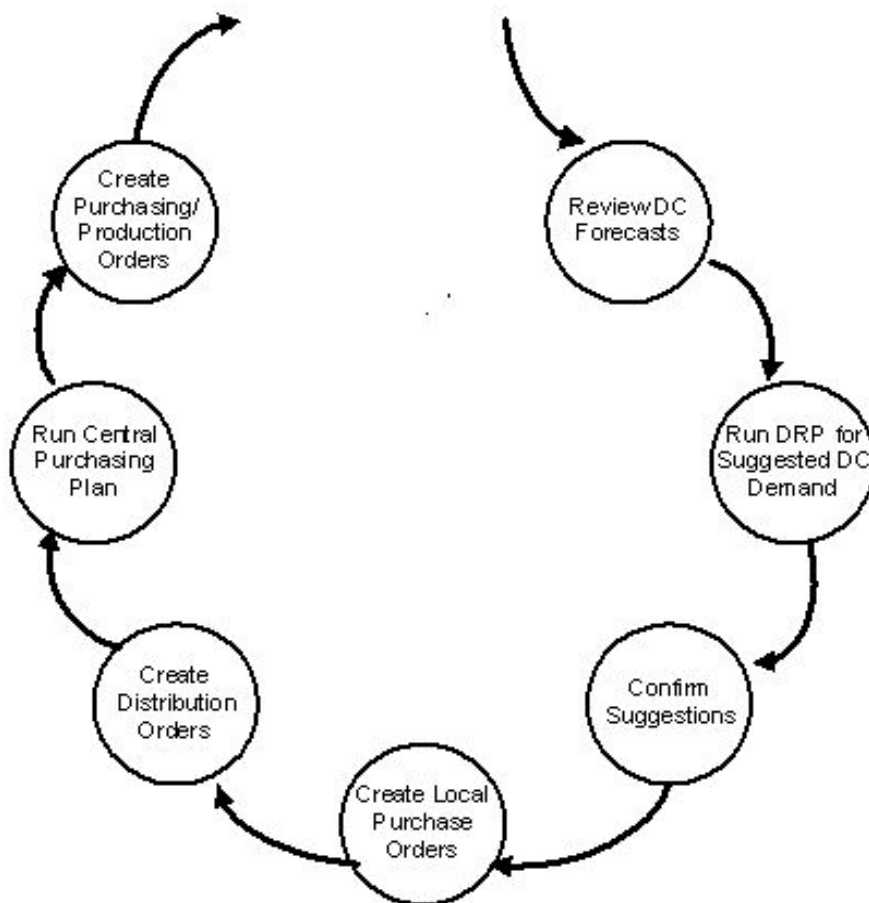 Create
Purchasing/
Production
Orders
Review DC
Forecasts
Run Central
Purchasing
Plan
Run DRP for
Suggested DC
Demand
Create
Distribution
Orders
Confirm
Suggestions
Create Local
Purchase
Orders